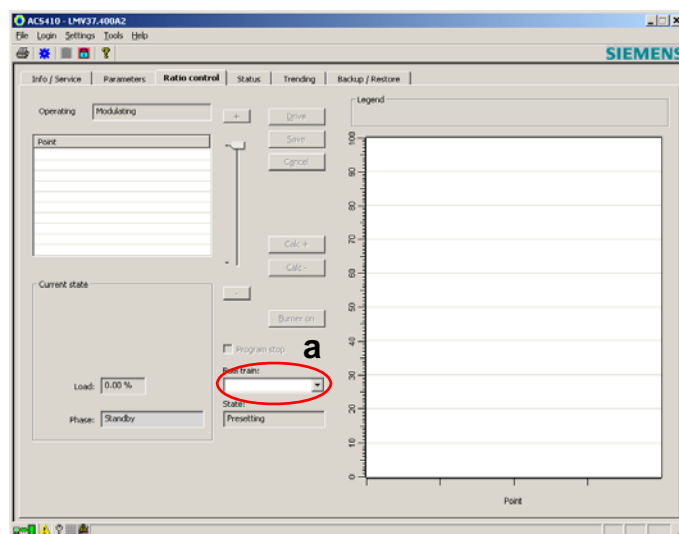 ACS410 - LMV37.400A2
File Login Settings Tools Help
SIEMENS
Info / Service Parameters Ratio control Status Trending Backup / Restore
Operating Modulating
+ Drive
Save
Cancel
Point
Calc +
- Calc -
-
Burner on
Program stop
a
Fuel train:
Current state
Load: 0.00 %
State:
Phase: Standby
Presetting
Legend
100
90
80
70
60
50
40
30
20
10
0
Point